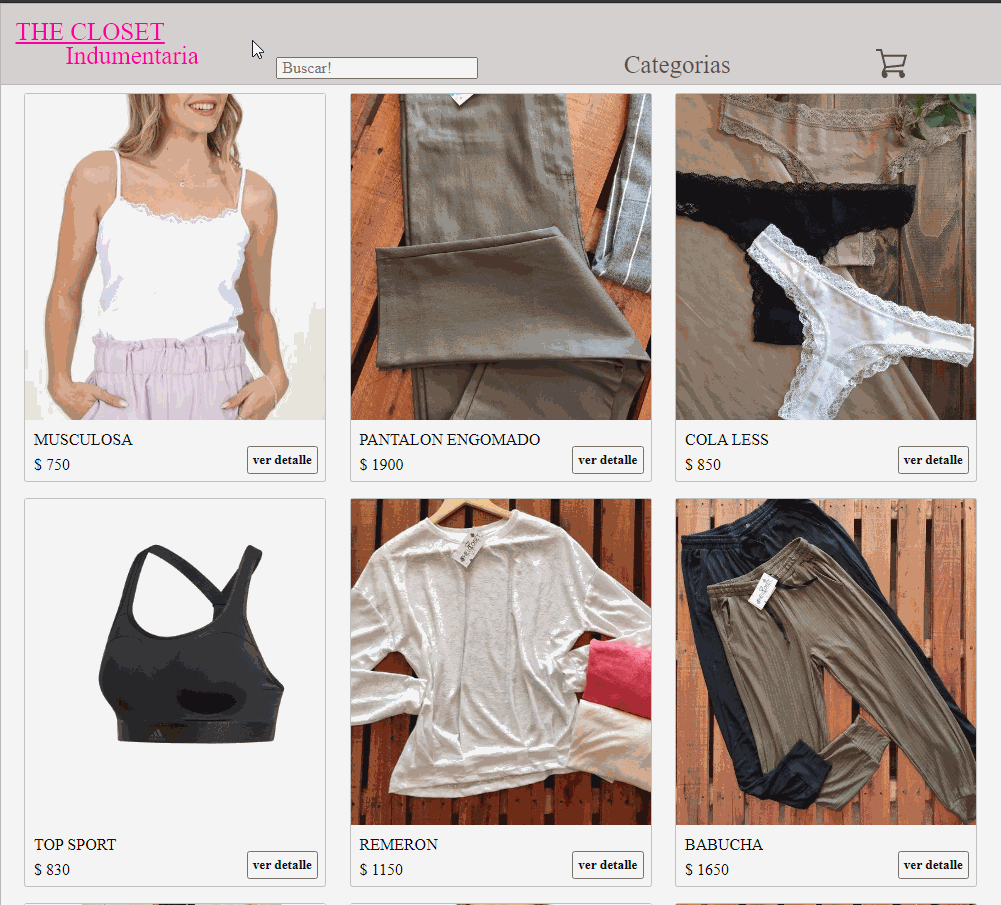 THE CLOSET
Indumentaria
Buscar!
Categorias
MUSCULOSA
$ 750
ver detalle
PANTALON ENGOMADO
$ 1900
ver detalle
COLA LESS
$ 850
ver detalle
TOP SPORT
$ 830
ver detalle
REMERON
$ 1150
ver detalle
BABUCHA
$ 1650
ver detalle